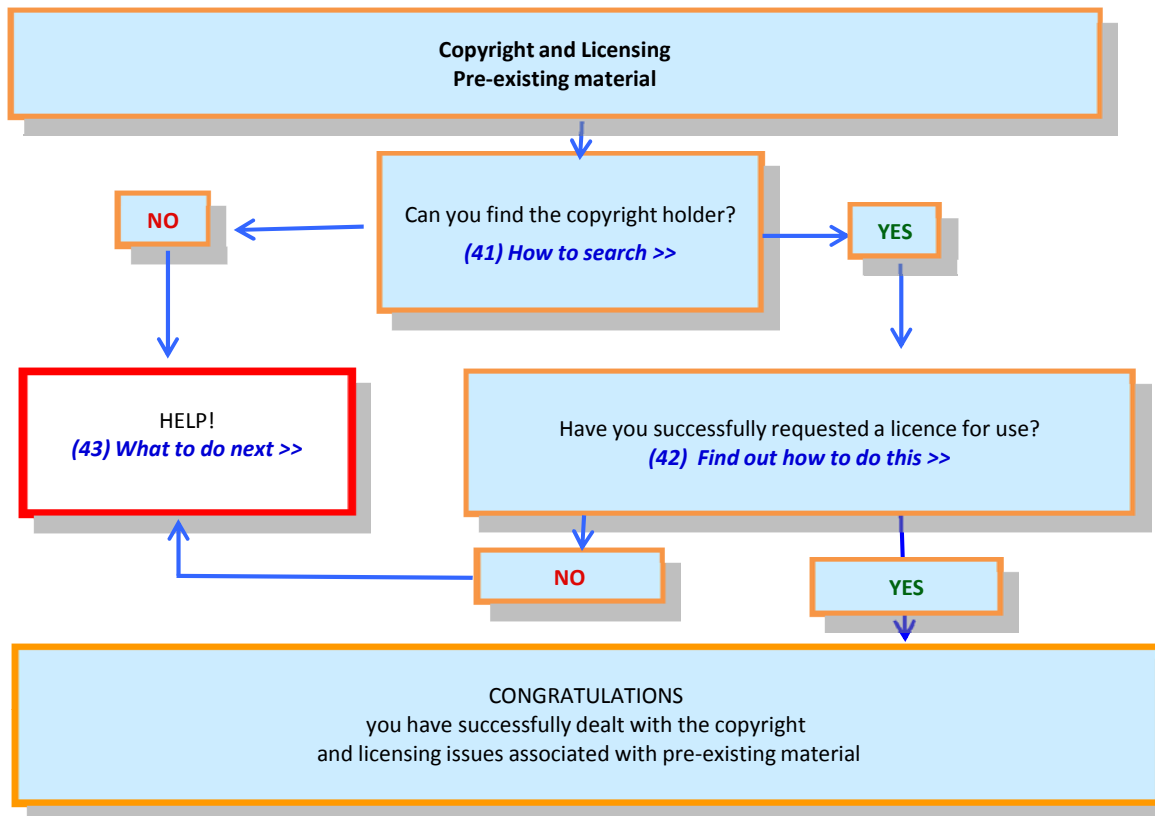 Copyright and Licensing
Pre-existing material
Can you find the copyright holder?
(41) How to search >>
NO
YES
HELP!
(43) What to do next >>
Have you successfully requested a licence for use?
(42) Find out how to do this >>
NO
YES
CONGRATULATIONS
you have successfully dealt with the copyright
and licensing issues associated with pre-existing material